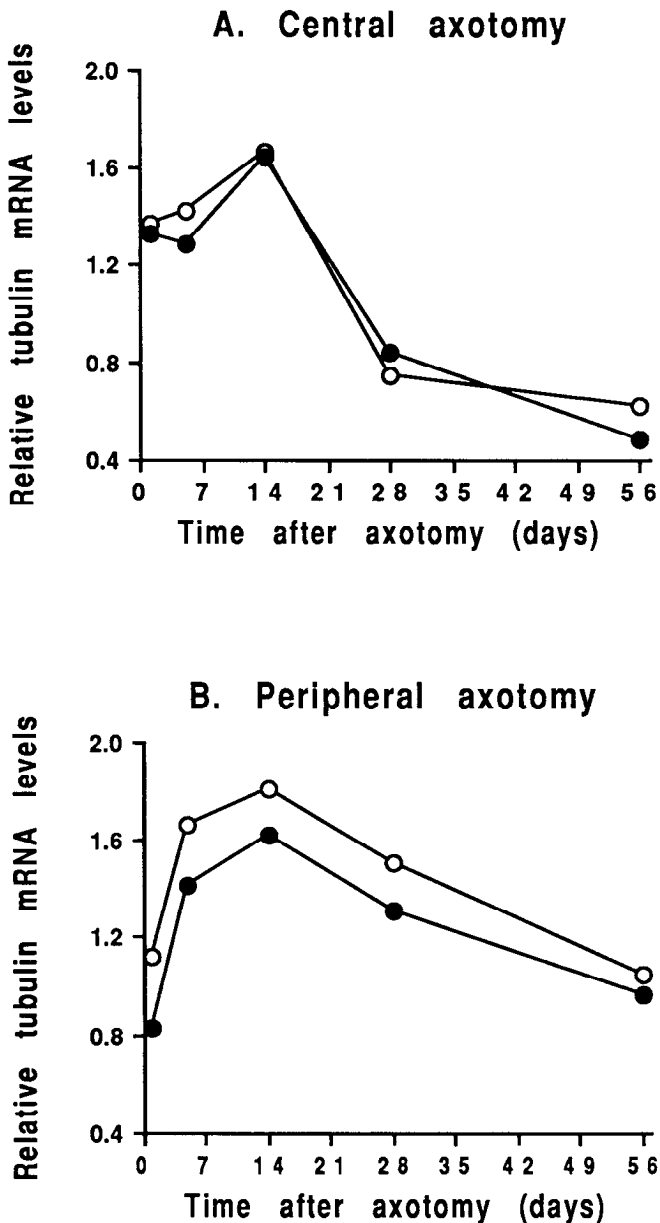 A. Central axotomy
Relative tubulin mRNA levels
2.0
1.6
1.2
0.8
0.4
0 7 14 21 28 35 42 49 56
Time after axotomy (days)
B. Peripheral axotomy
Relative tubulin mRNA levels
2.0
1.6
1.2
0.8
0.4
0 7 14 21 28 35 42 49 56
Time after axotomy (days)